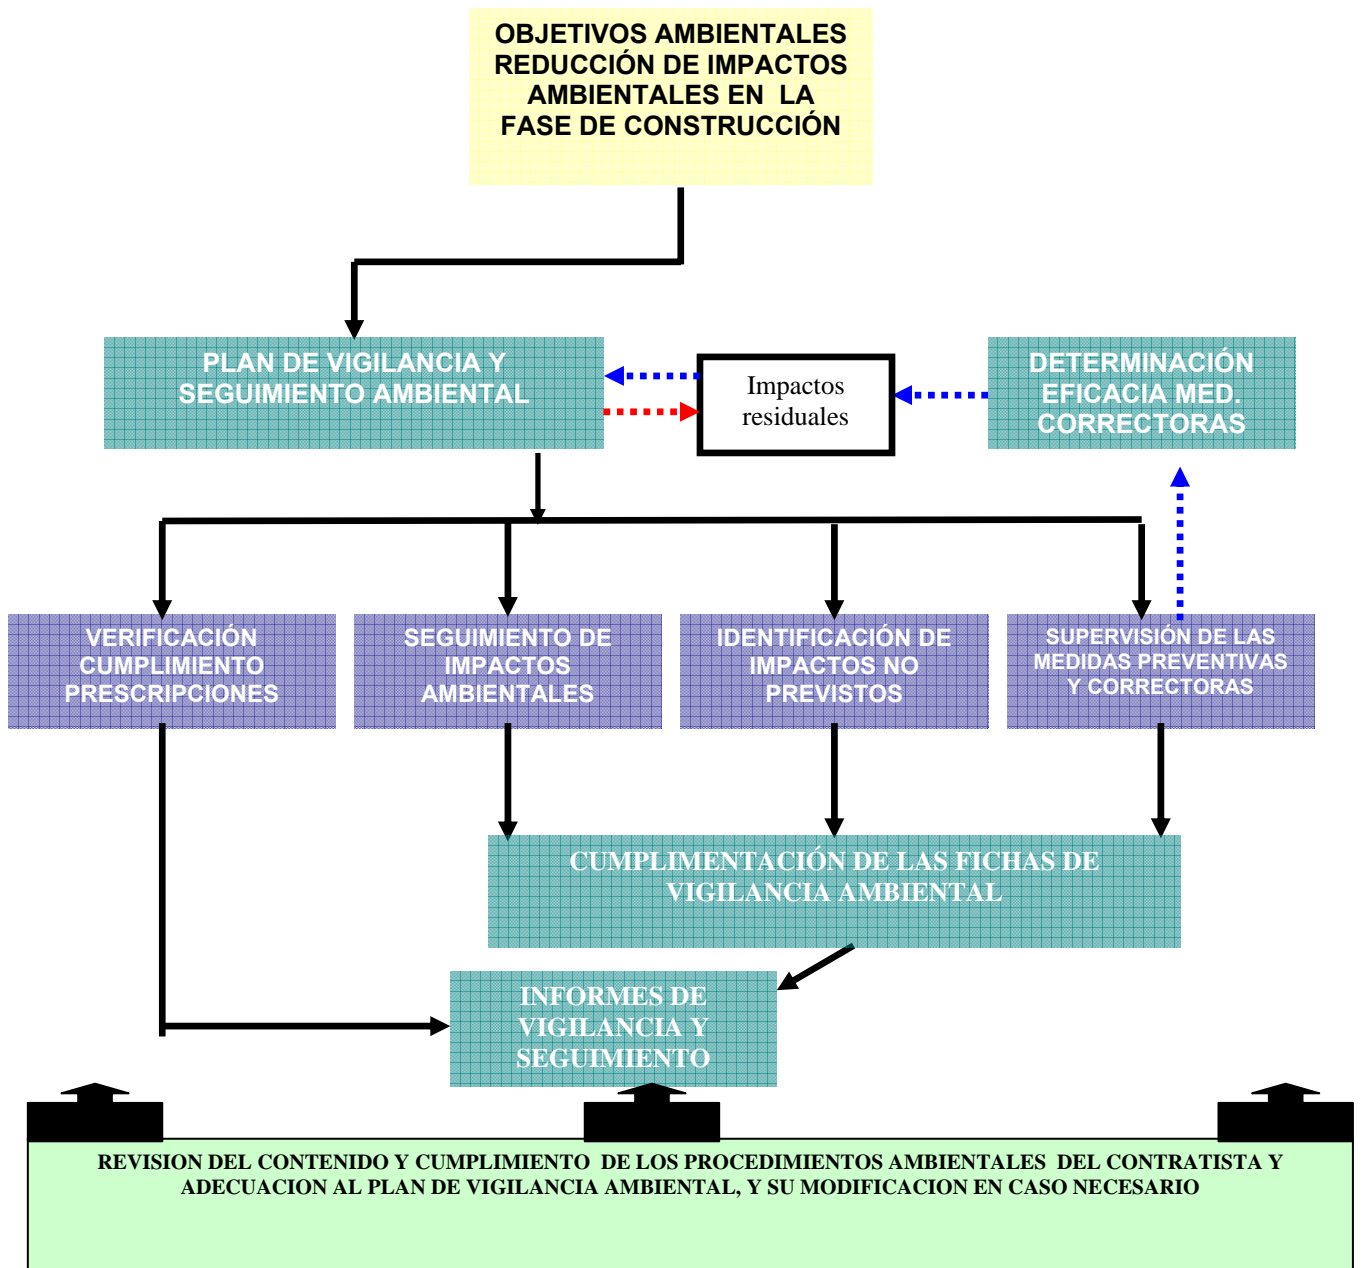 OBJETIVOS AMBIENTALES
REDUCCIÓN DE IMPACTOS
AMBIENTALES EN LA
FASE DE CONSTRUCCIÓN
PLAN DE VIGILANCIA Y
SEGUIMIENTO AMBIENTAL
Impactos
residuales
DETERMINACIÓN
EFICACIA MED.
CORRECTORAS
VERIFICACIÓN
CUMPLIMIENTO
PRESCRIPCIONES
SEGUIMIENTO DE
IMPACTOS
AMBIENTALES
IDENTIFICACIÓN DE
IMPACTOS NO
PREVISTOS
SUPERVISIÓN DE LAS
MEDIDAS PREVENTIVAS
Y CORRECTORAS
CUMPLIMENTACIÓN DE LAS FICHAS DE
VIGILANCIA AMBIENTAL
INFORMES DE
VIGILANCIA Y
SEGUIMIENTO
REVISION DEL CONTENIDO Y CUMPLIMIENTO DE LOS PROCEDIMIENTOS AMBIENTALES DEL CONTRATISTA Y
ADECUACION AL PLAN DE VIGILANCIA AMBIENTAL, Y SU MODIFICACION EN CASO NECESARIO